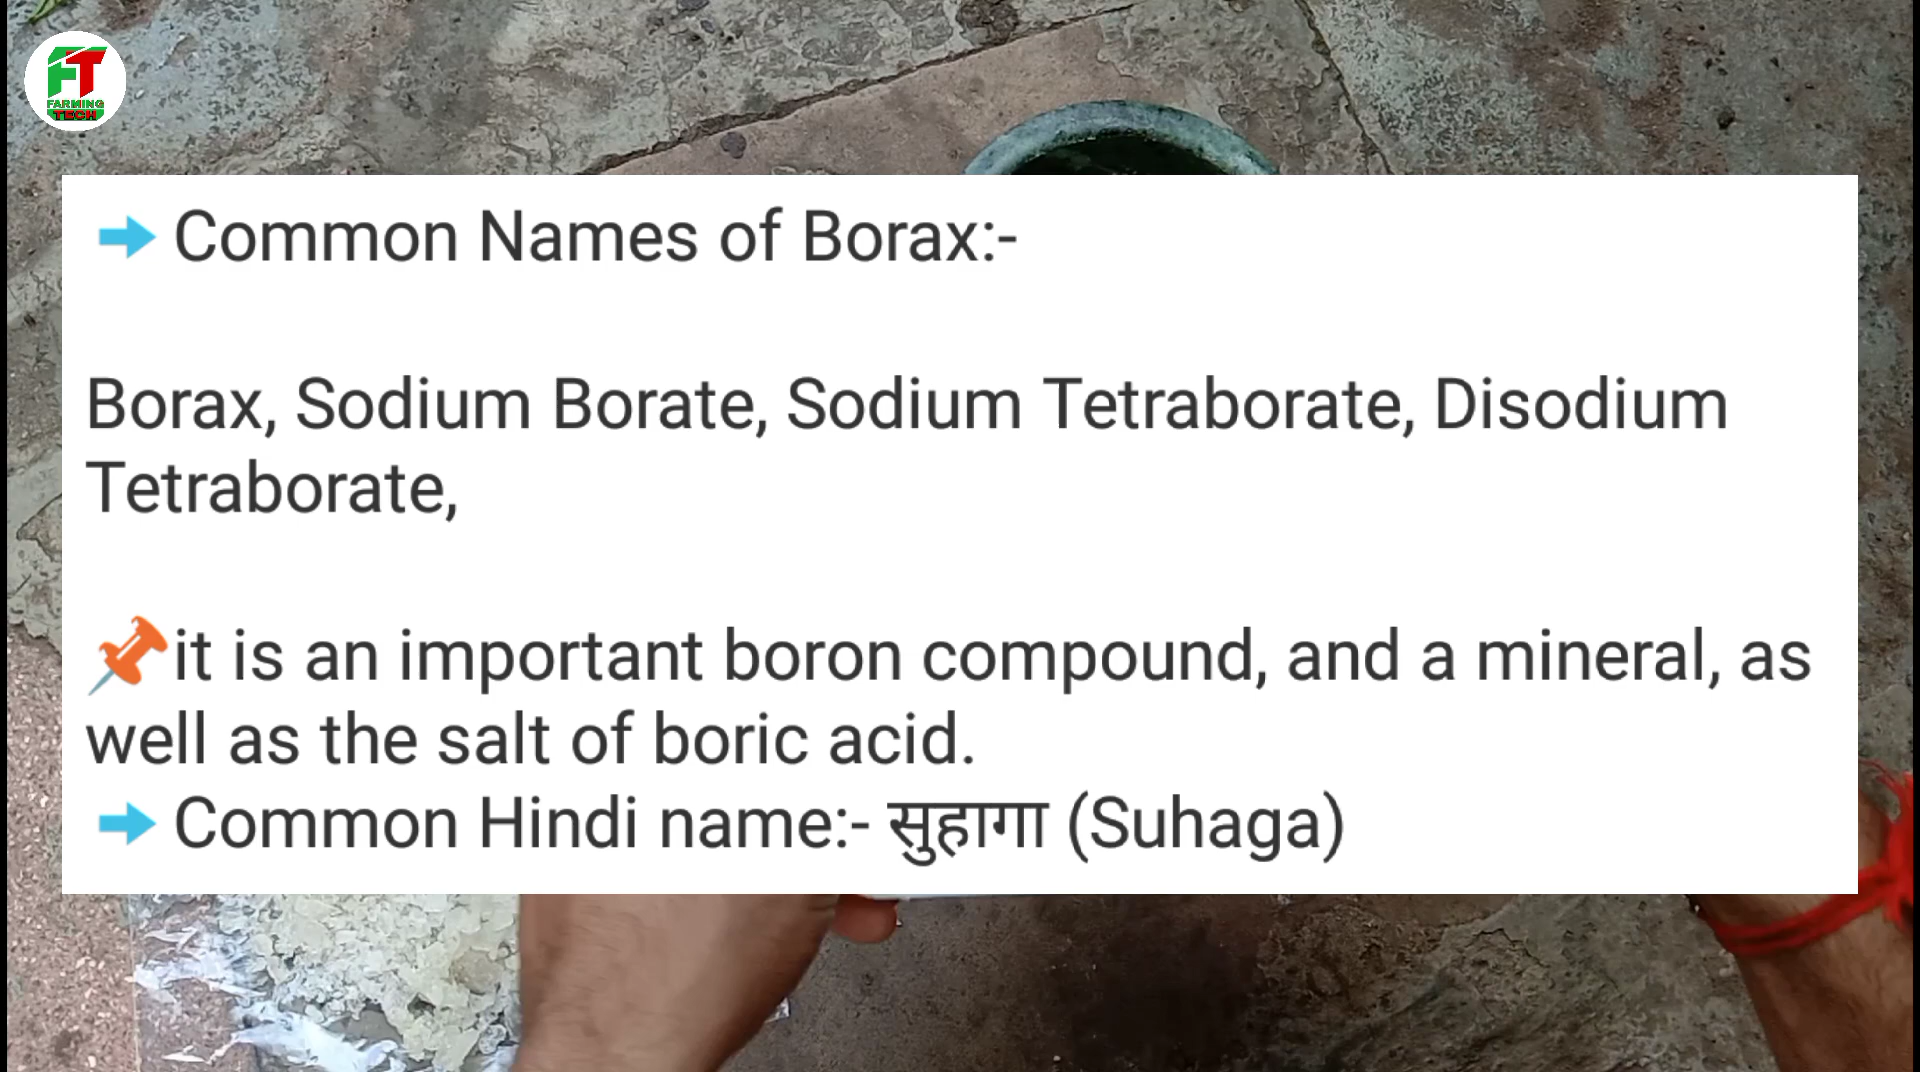 FT
FARMING
TECH
➡ Common Names of Borax:-
Borax, Sodium Borate, Sodium Tetraborate, Disodium
Tetraborate,
📌it is an important boron compound, and a mineral, as
well as the salt of boric acid.
➡ Common Hindi name:- सुहागा (Suhaga)